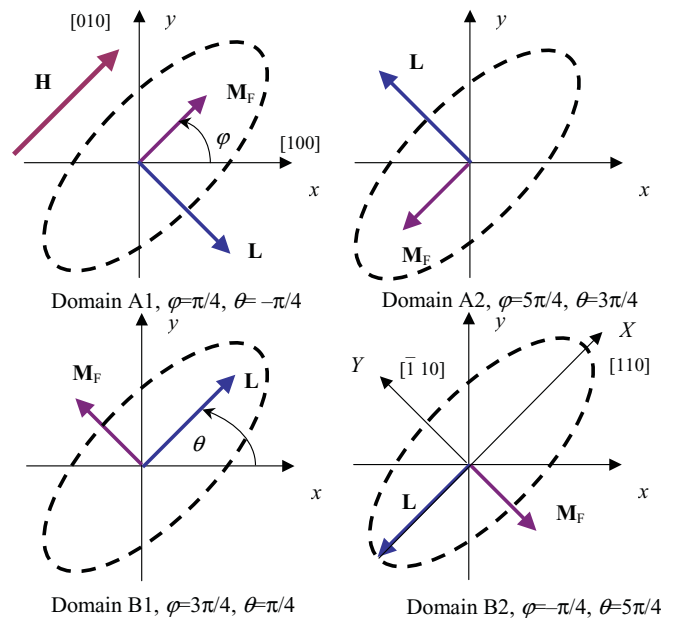 [010]
y
H
M_F
φ
[100]
x
L
Domain A1, φ=π/4, θ= –π/4
y
L
x
M_F
Domain A2, φ=5π/4, θ=3π/4
y
M_F
L
θ
x
Domain B1, φ=3π/4, θ=π/4
y
X
Y
[1̅ 10]
[110]
x
L
M_F
Domain B2, φ=–π/4, θ=5π/4